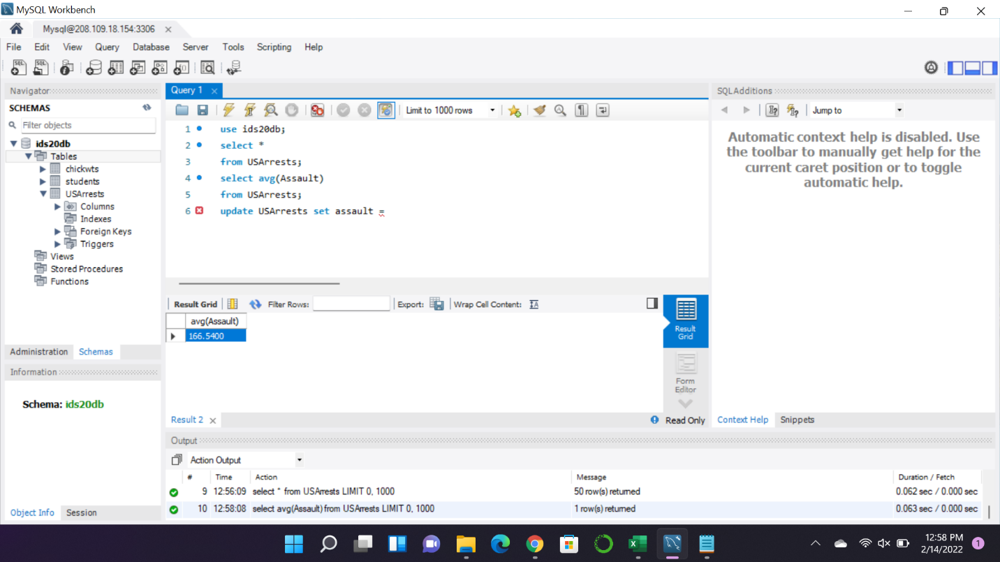 MySQL Workbench
Mysql@208.109.18.154:3306
File Edit View Query Database Server Tools Scripting Help
Navigator
SCHEMAS
Filter objects
ids20db
Tables
chickwts
students
USArrests
Columns
Indexes
Foreign Keys
Triggers
Views
Stored Procedures
Functions
Administration Schemas
Information
Schema: ids20db
Object Info Session
Query 1
Limit to 1000 rows
1 use ids20db;
2 select *
3 from USArrests;
4 select avg(Assault)
5 from USArrests;
6 update USArrests set assault =
Result Grid Filter Rows: Export: Wrap Cell Content:
avg(Assault)
166.5400
Result Grid
Form Editor
Result 2 Read Only
SQLAdditions
Jump to
Automatic context help is disabled. Use
the toolbar to manually get help for the
current caret position or to toggle
automatic help.
Context Help Snippets
Output
Action Output
# Time Action Message Duration / Fetch
9 12:56:09 select * from USArrests LIMIT 0, 1000 50 row(s) returned 0.062 sec / 0.000 sec
10 12:58:08 select avg(Assault) from USArrests LIMIT 0, 1000 1 row(s) returned 0.063 sec / 0.000 sec
12:58 PM
2/14/2022
1